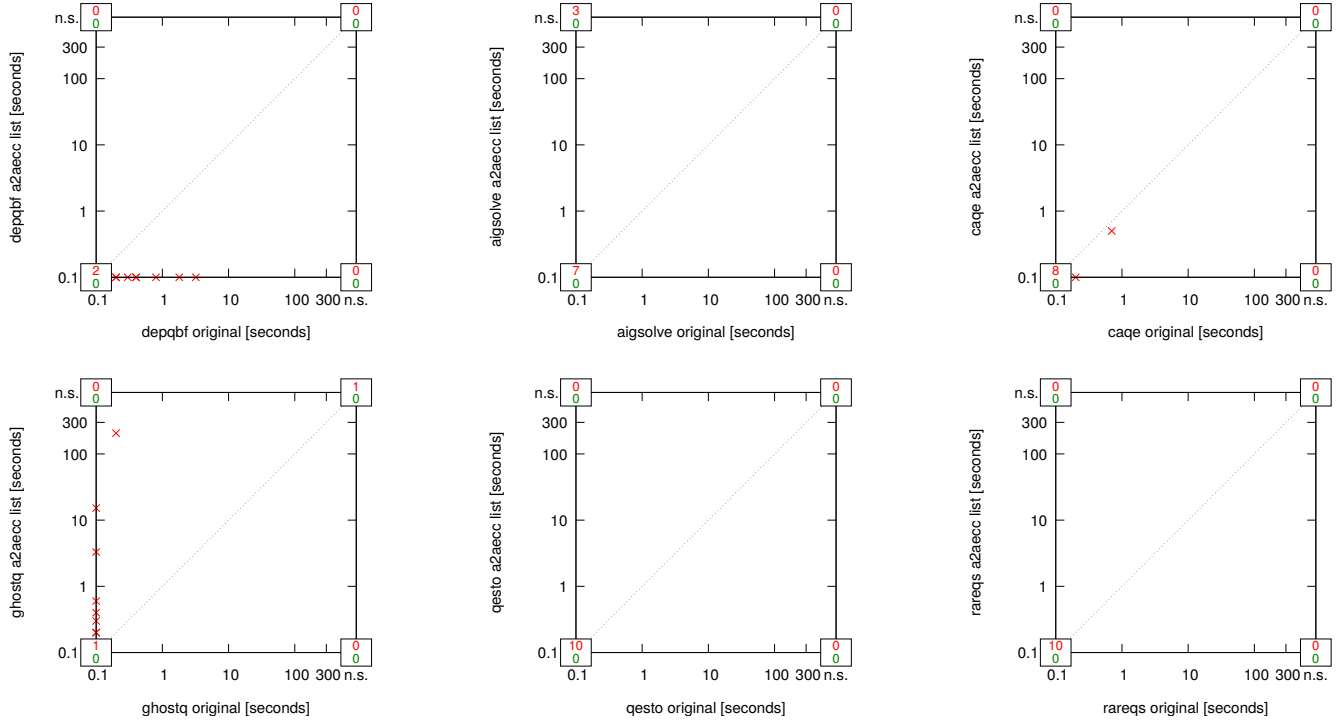 n.s. 0 0 0 0
300
100
10
1
0.1 2 0 0 0
0.1 1 10 100 300 n.s.
depqbf a2aecc list [seconds]
depqbf original [seconds]
n.s. 3 0 0 0
300
100
10
1
0.1 7 0 0 0
0.1 1 10 100 300 n.s.
aigsolve a2aecc list [seconds]
aigsolve original [seconds]
n.s. 0 0 0 0
300
100
10
1
0.1 8 0 0 0
0.1 1 10 100 300 n.s.
caqe a2aecc list [seconds]
caqe original [seconds]
n.s. 0 0 1 0
300
100
10
1
0.1 1 0 0 0
0.1 1 10 100 300 n.s.
ghostq a2aecc list [seconds]
ghostq original [seconds]
n.s. 0 0 0 0
300
100
10
1
0.1 10 0 0 0
0.1 1 10 100 300 n.s.
qesto a2aecc list [seconds]
qesto original [seconds]
n.s. 0 0 0 0
300
100
10
1
0.1 10 0 0 0
0.1 1 10 100 300 n.s.
rareqs a2aecc list [seconds]
rareqs original [seconds]